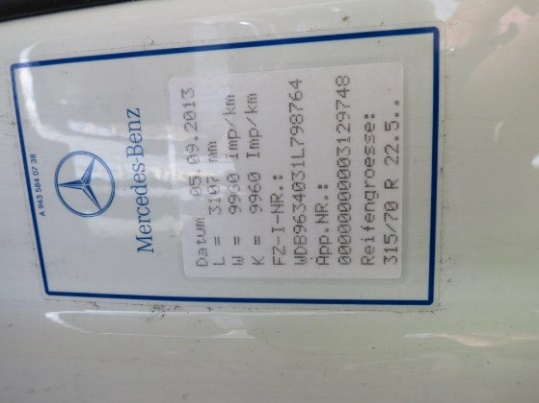 A 943 584 07 38
Mercedes-Benz
Datum 05.09.2013
L = 3107 mm
W = 9930 Imp/km
K = 9960 Imp/km
FZ-I-NR.:
WDB9634031L798764
App.NR.:
0000000000003129748
Reifengroesse:
315/70 R 22.5..